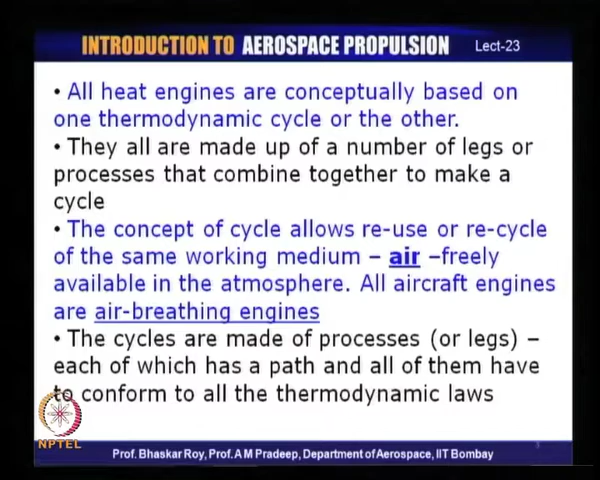 INTRODUCTION TO AEROSPACE PROPULSION Lect-23
• All heat engines are conceptually based on
one thermodynamic cycle or the other.
• They all are made up of a number of legs or
processes that combine together to make a
cycle
• The concept of cycle allows re-use or re-cycle
of the same working medium – air –freely
available in the atmosphere. All aircraft engines
are air-breathing engines
• The cycles are made of processes (or legs) –
each of which has a path and all of them have
to conform to all the thermodynamic laws
NPTEL
Prof. Bhaskar Roy, Prof. A M Pradeep, Department of Aerospace, IIT Bombay